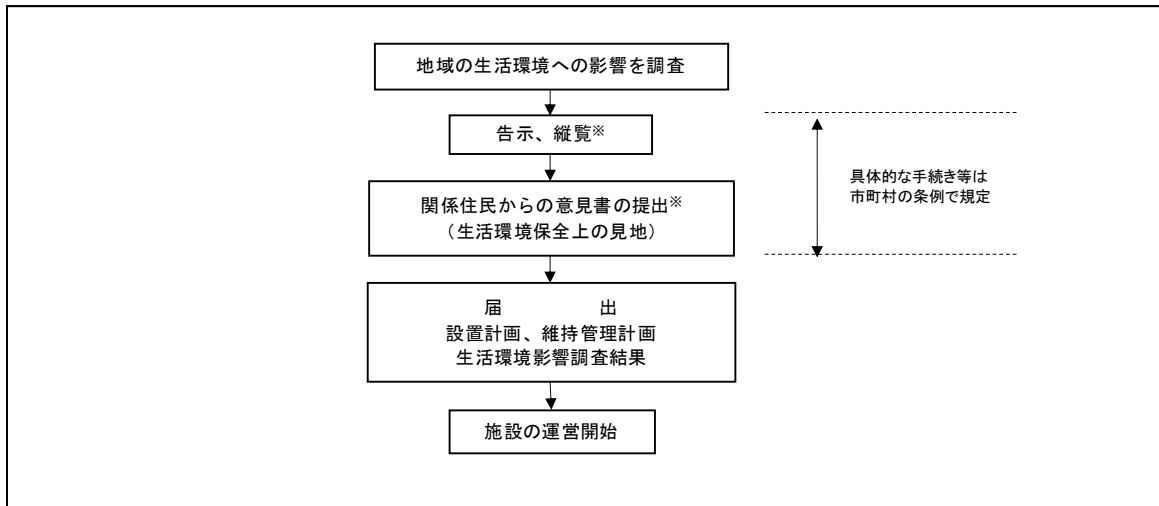 地域の生活環境への影響を調査
告示、縦覧※
関係住民からの意見書の提出※
（生活環境保全上の見地）
具体的な手続き等は
市町村の条例で規定
届　　　　出
設置計画、維持管理計画
生活環境影響調査結果
施設の運営開始